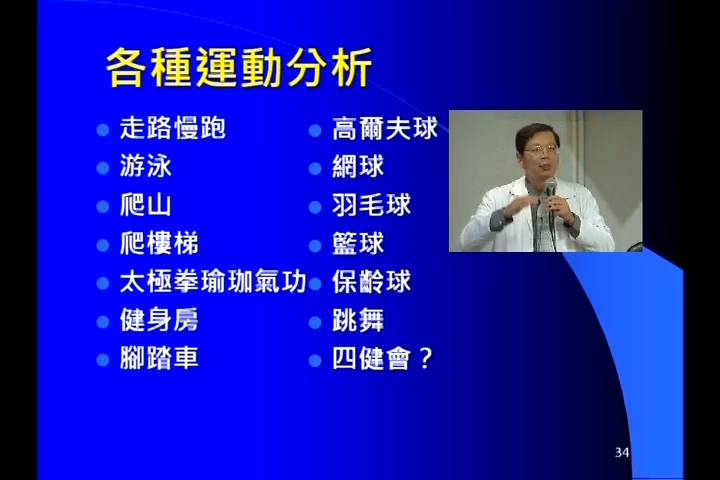 各種運動分析
走路慢跑
游泳
爬山
爬樓梯
太極拳瑜珈氣功
健身房
腳踏車
高爾夫球
網球
羽毛球
籃球
保齡球
跳舞
四健會？
34